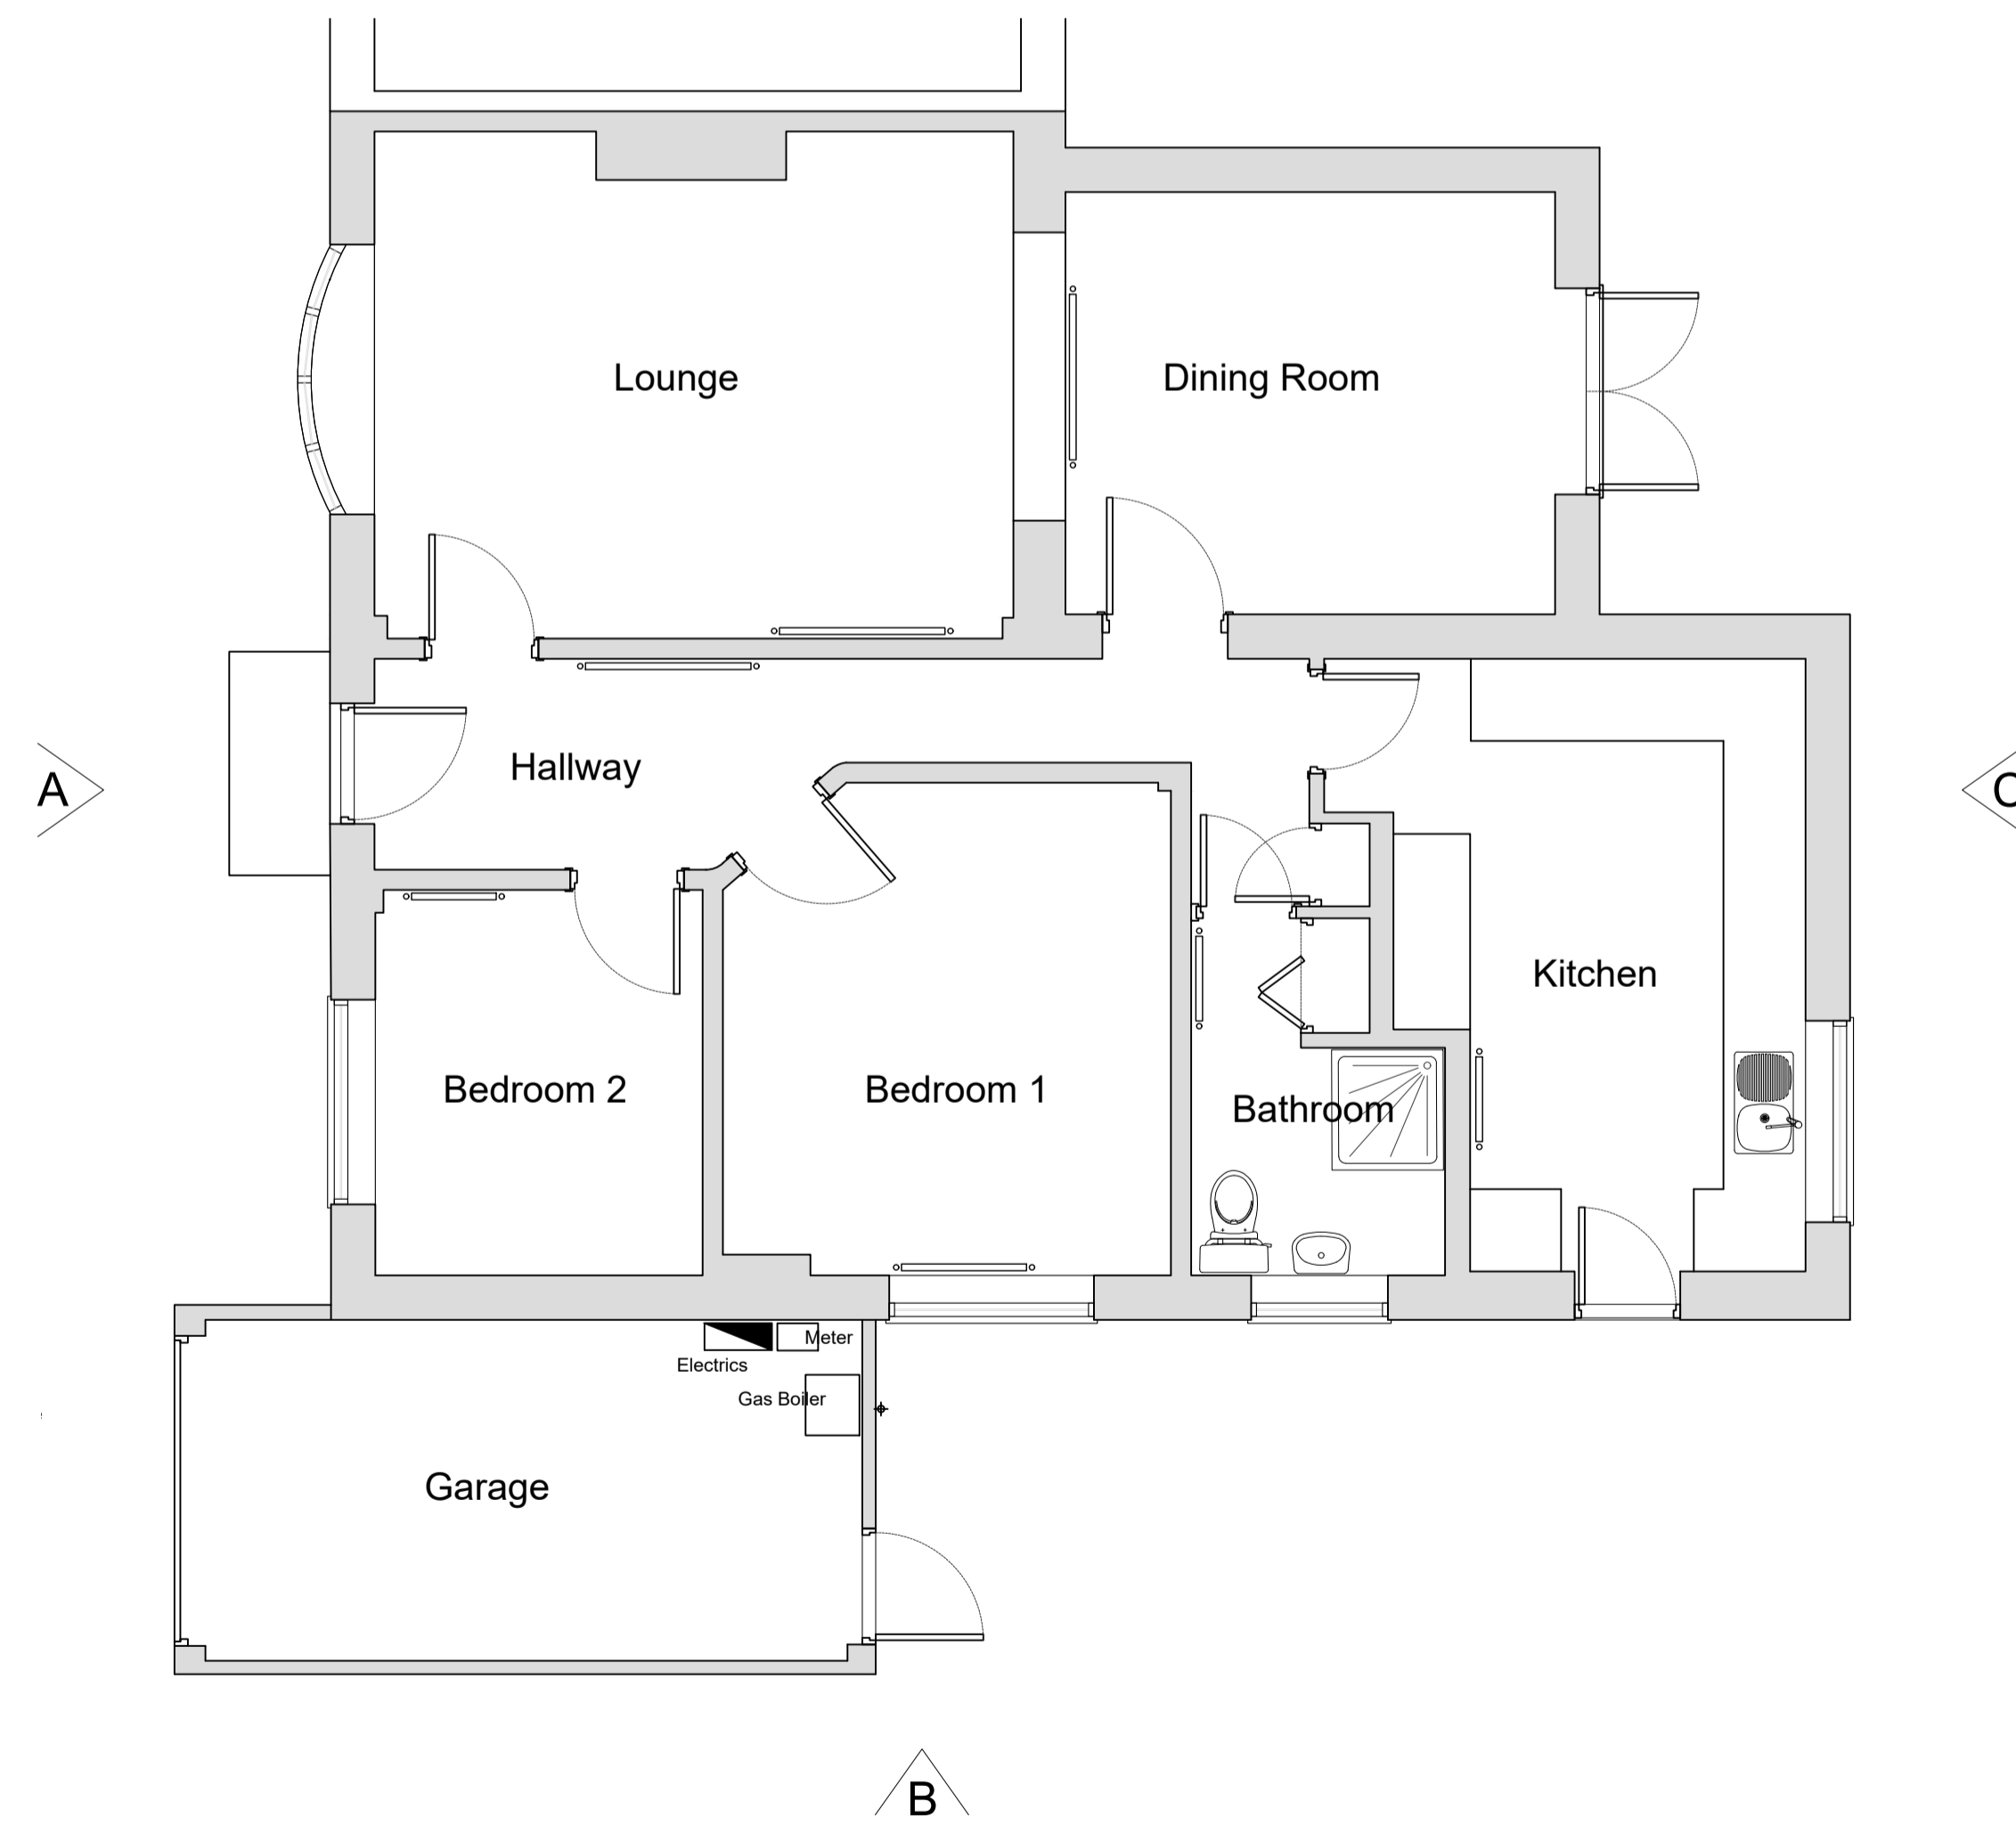 Lounge
Dining Room
A
Hallway
C
Kitchen
Bedroom 2
Bedroom 1
Bathroom
Meter
Electrics
Gas Boiler
Garage
B